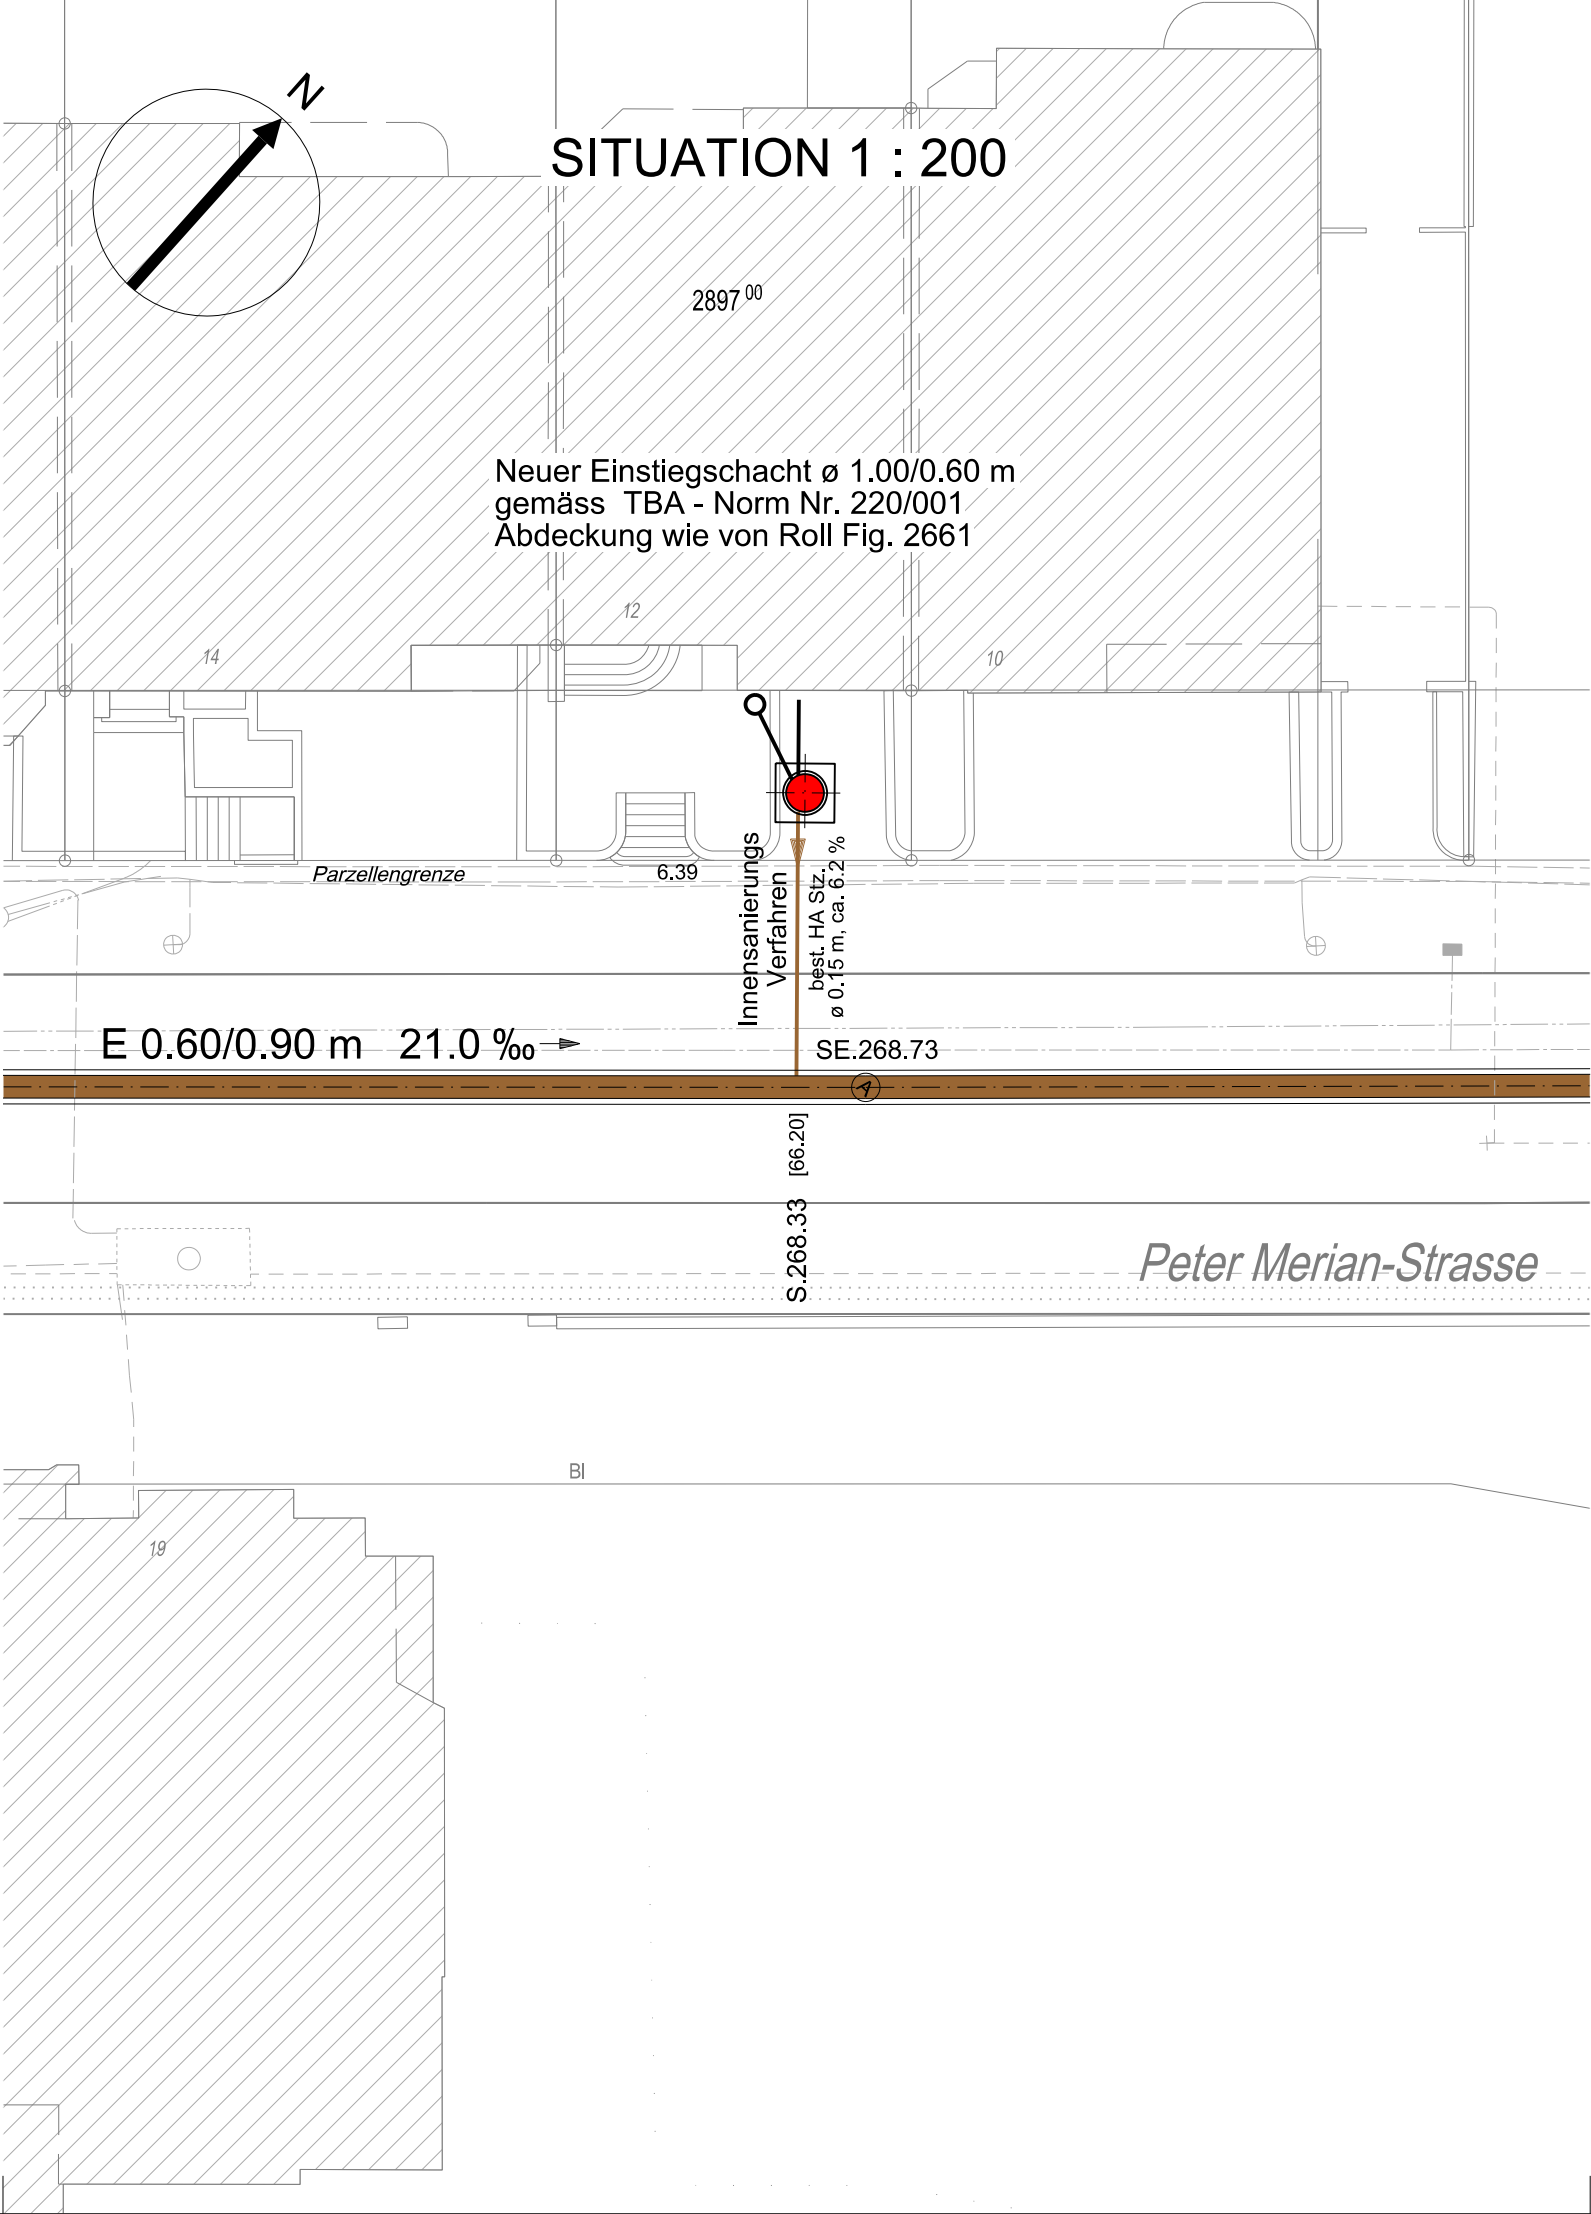 N
SITUATION 1 : 200
2897 00
Neuer Einstiegschacht ø 1.00/0.60 m
gemäss TBA - Norm Nr. 220/001
Abdeckung wie von Roll Fig. 2661
12
14
10
Parzellengrenze
6.39
Innensanierungs
Verfahren
best. HA Stz.
ø 0.15 m, ca. 6.2 %
E 0.60/0.90 m 21.0 ‰
SE.268.73
A
S.268.33 [66.20]
Peter Merian-Strasse
BI
19